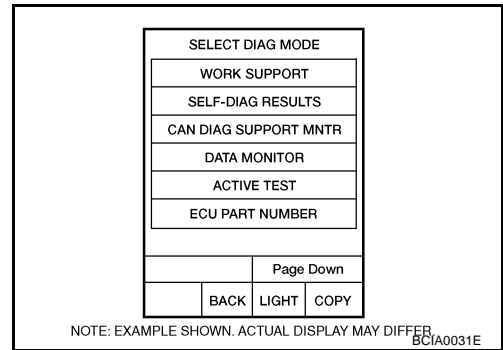 SELECT DIAG MODE
WORK SUPPORT
SELF-DIAG RESULTS
CAN DIAG SUPPORT MNTR
DATA MONITOR
ACTIVE TEST
ECU PART NUMBER
Page Down
BACK LIGHT COPY
NOTE: EXAMPLE SHOWN. ACTUAL DISPLAY MAY DIFFER.
BCIA0031E